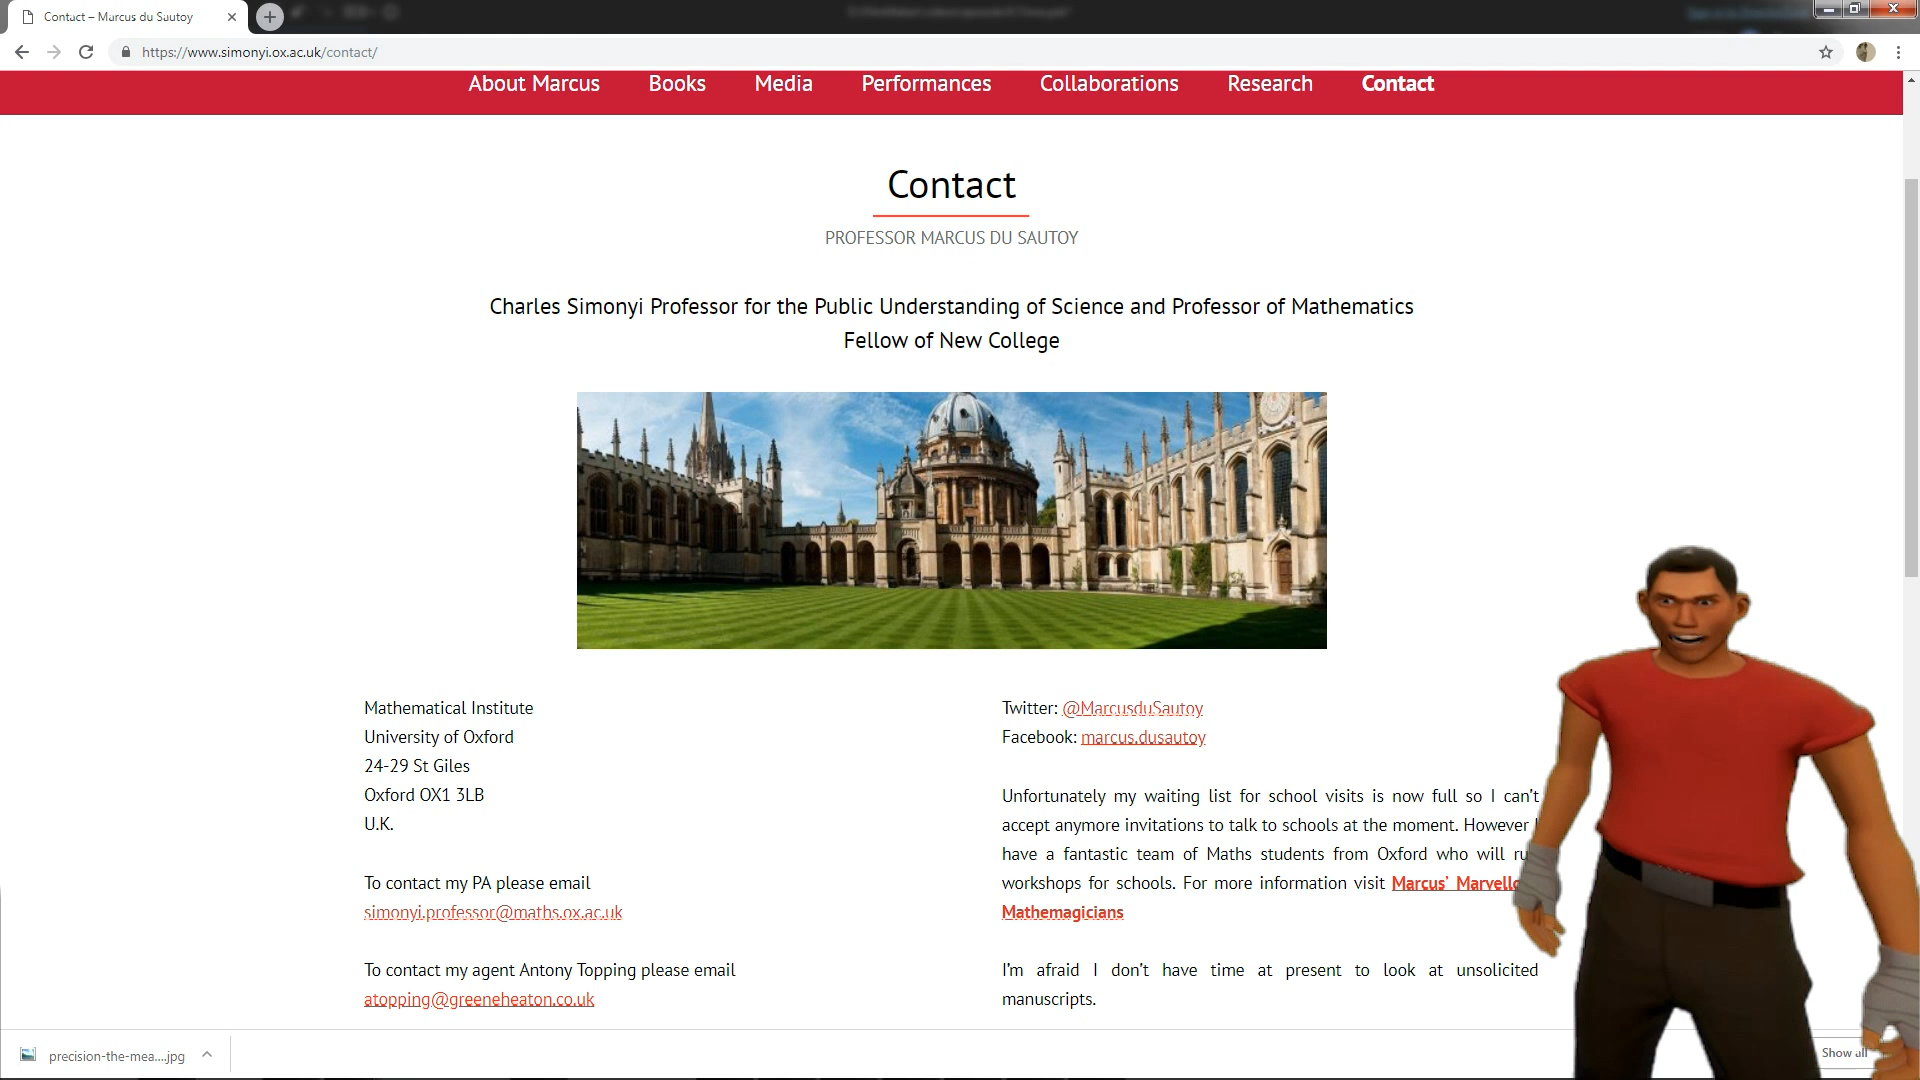 Contact – Marcus du Sautoy
https://www.simonyi.ox.ac.uk/contact/
About Marcus Books Media Performances Collaborations Research Contact
Contact
PROFESSOR MARCUS DU SAUTOY
Charles Simonyi Professor for the Public Understanding of Science and Professor of Mathematics
Fellow of New College
Mathematical Institute
University of Oxford
24-29 St Giles
Oxford OX1 3LB
U.K.
To contact my PA please email
simonyi.professor@maths.ox.ac.uk
To contact my agent Antony Topping please email
atopping@greeneheaton.co.uk
Twitter: @MarcusduSautoy
Facebook: marcus.dusautoy
Unfortunately my waiting list for school visits is now full so I can't
accept anymore invitations to talk to schools at the moment. However I
have a fantastic team of Maths students from Oxford who will ru
workshops for schools. For more information visit Marcus' Marvello
Mathemagicians
I'm afraid I don't have time at present to look at unsolicited
manuscripts.
precision-the-mea....jpg
Show all